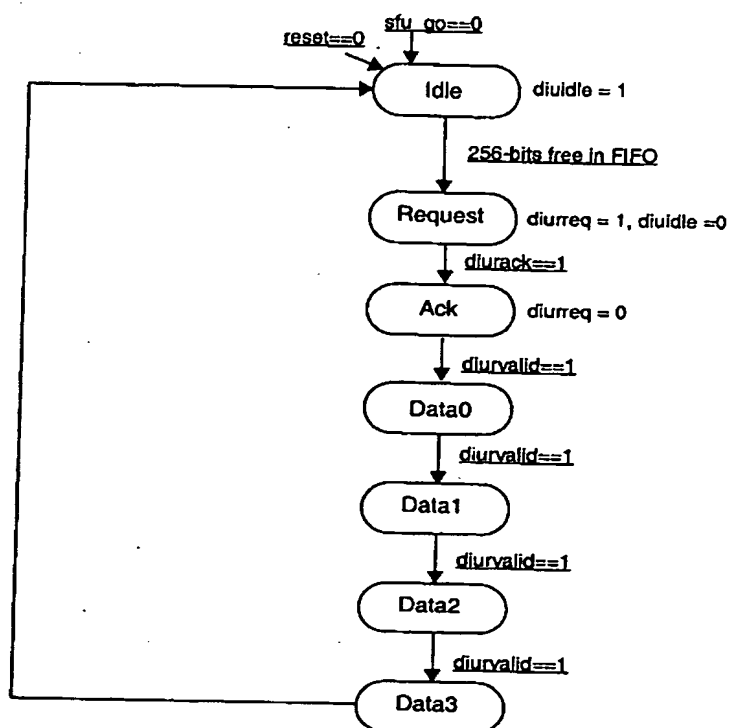 sfu_go==0
reset==0
Idle
diuidle = 1
256-bits free in FIFO
Request
diurreq = 1, diuidle =0
diurack==1
Ack
diurreq = 0
diurvalid==1
Data0
diurvalid==1
Data1
diurvalid==1
Data2
diurvalid==1
Data3